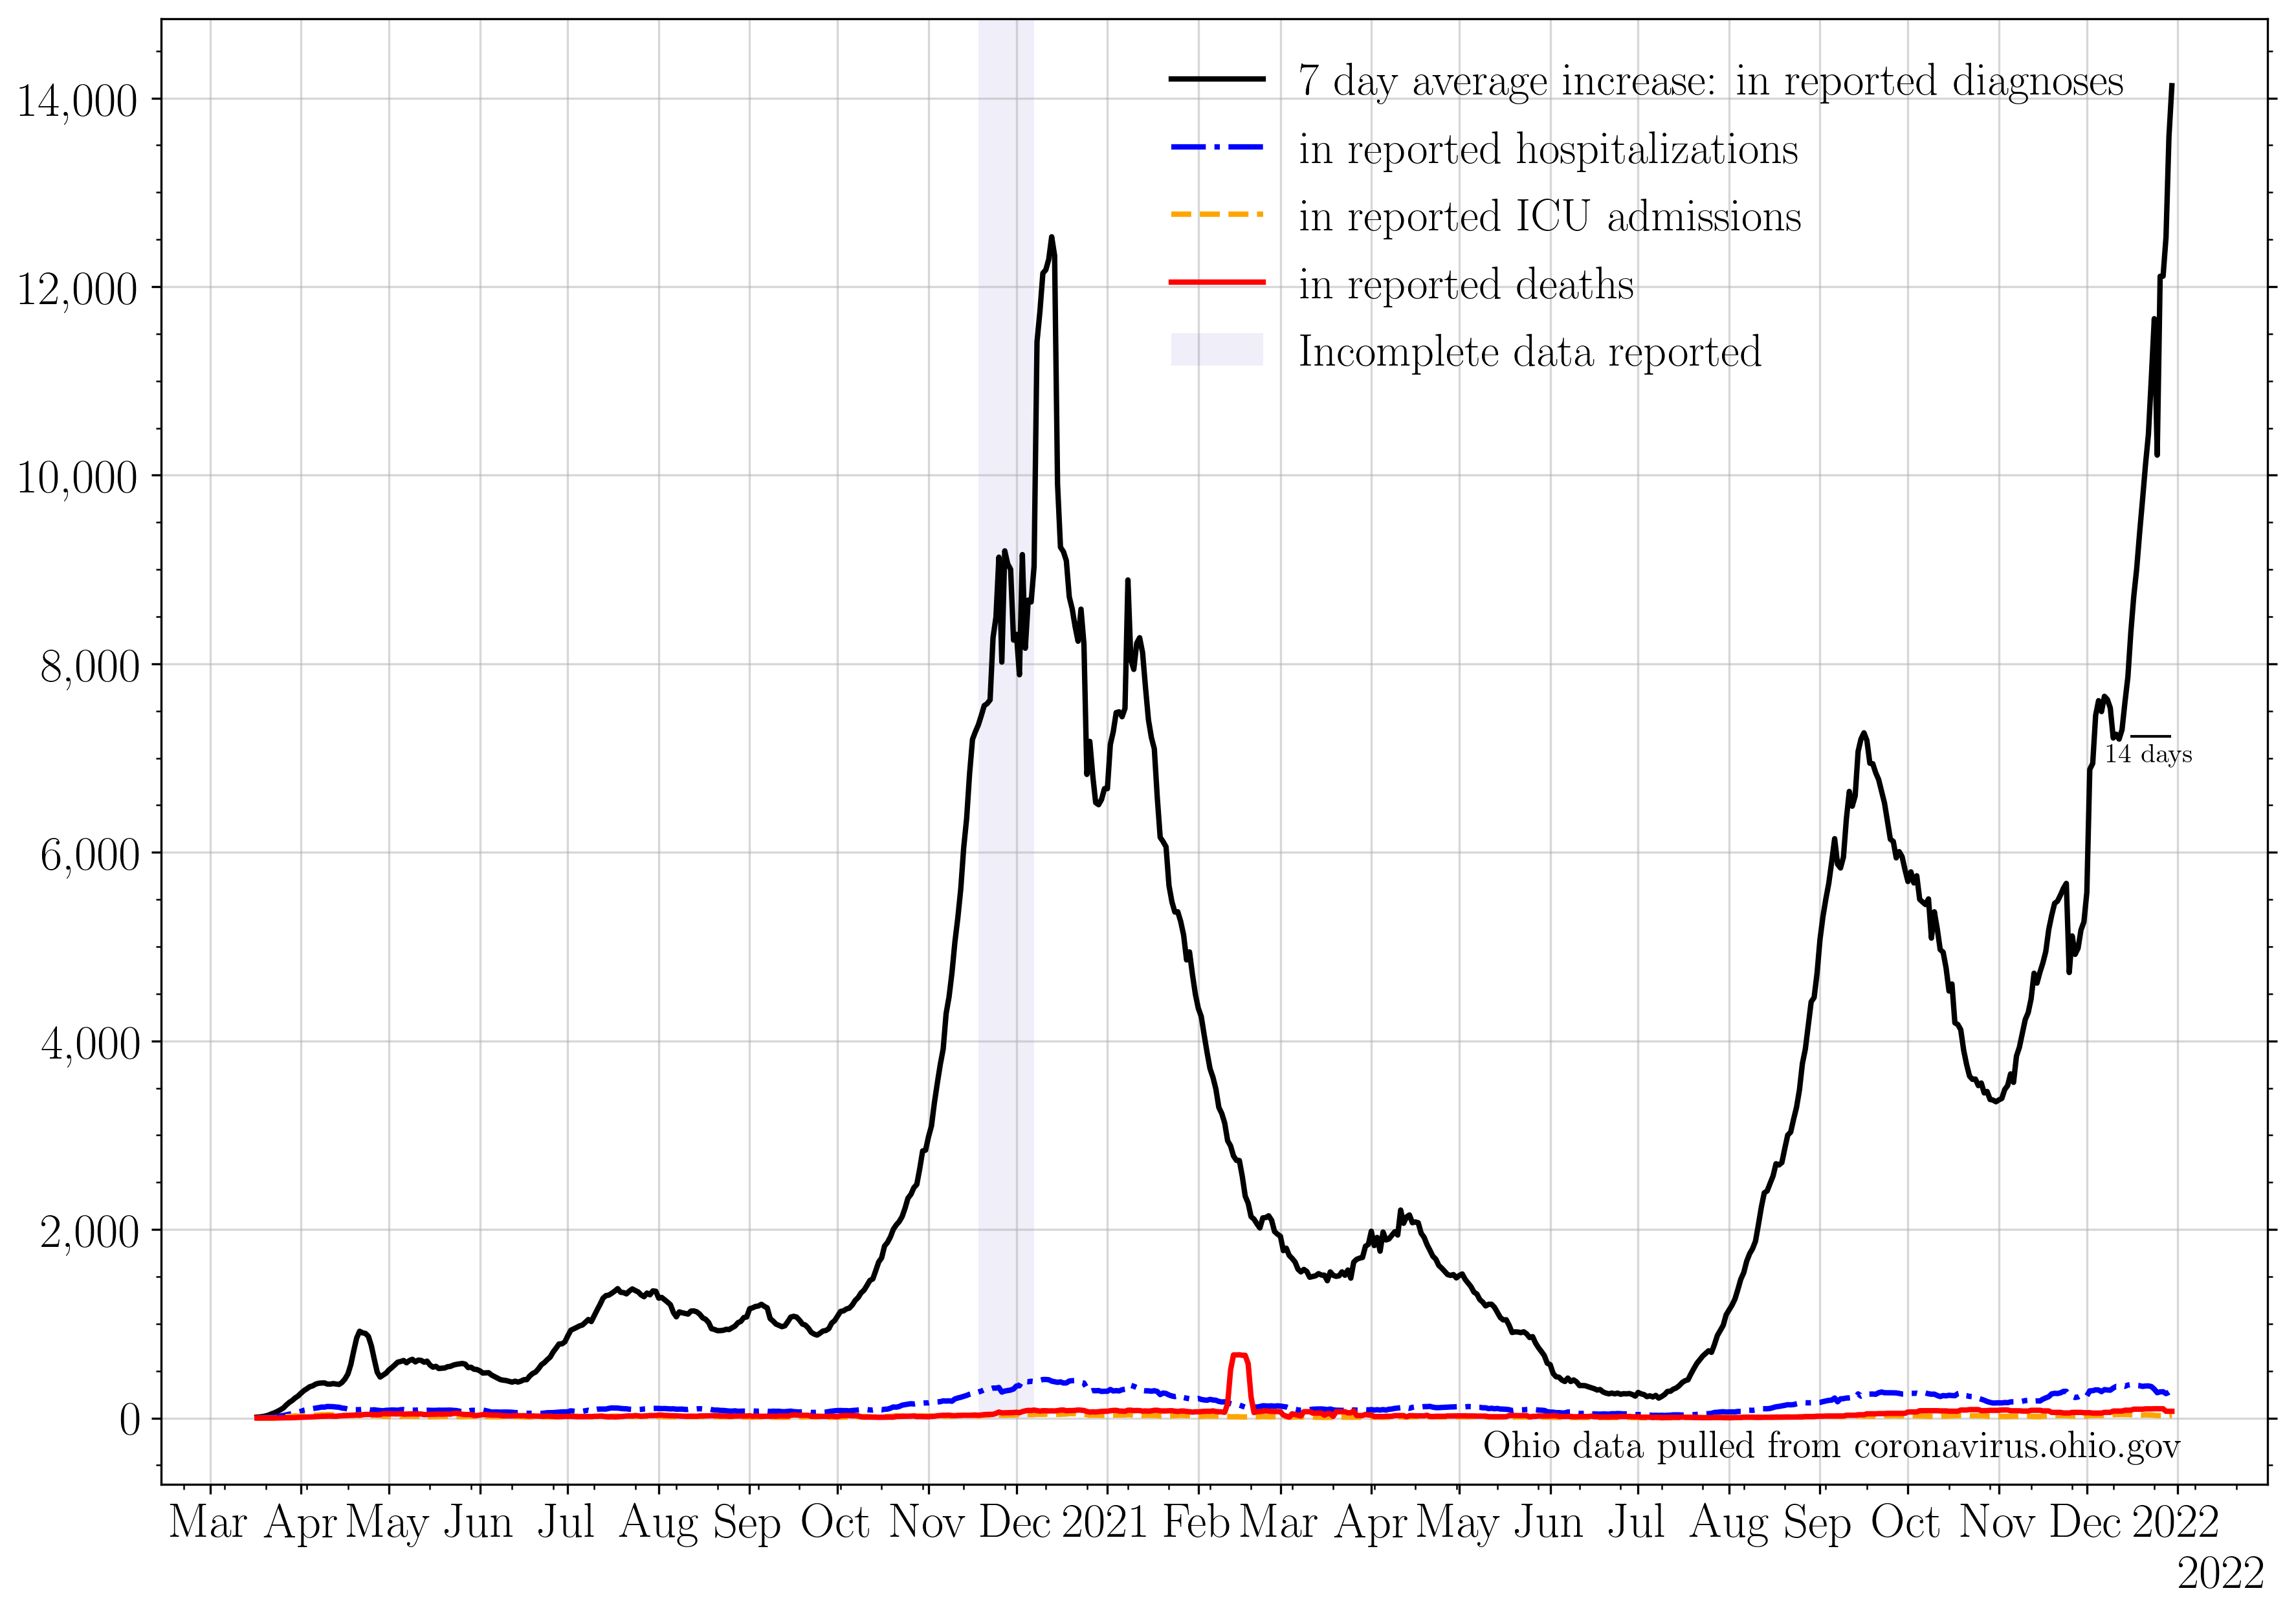 7 day average increase: in reported diagnoses
in reported hospitalizations
in reported ICU admissions
in reported deaths
Incomplete data reported
14,000
12,000
10,000
8,000
6,000
4,000
2,000
0
14 days
Ohio data pulled from coronavirus.ohio.gov
Mar Apr May Jun Jul Aug Sep Oct Nov Dec 2021 Feb Mar Apr May Jun Jul Aug Sep Oct Nov Dec 2022
2022